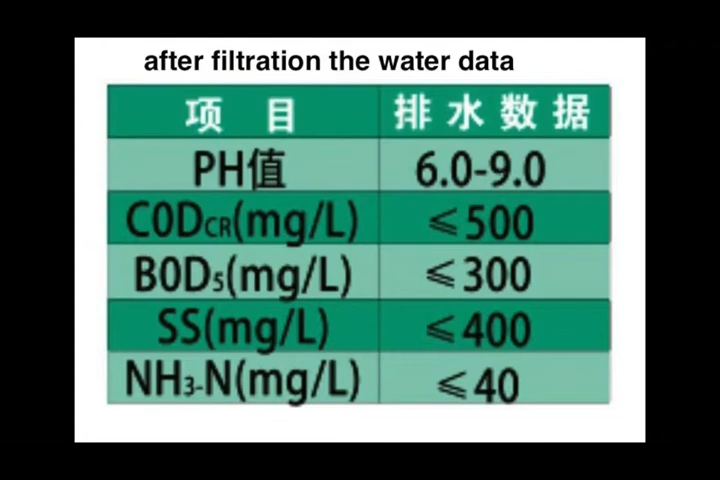 after filtration the water data
项 目 排水数据
PH值 6.0-9.0
CODCR(mg/L) ⩽500
BOD5(mg/L) ⩽300
SS(mg/L) ⩽400
NH3-N(mg/L) ⩽40